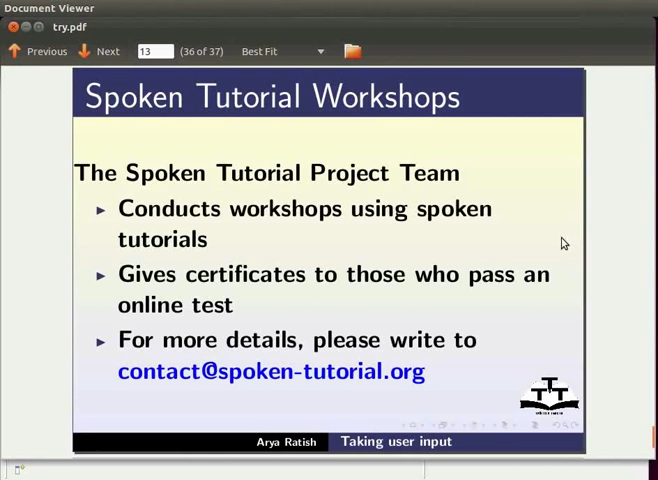 Document Viewer
try.pdf
Previous Next 13 (36 of 37) Best Fit
Spoken Tutorial Workshops
The Spoken Tutorial Project Team
Conducts workshops using spoken
tutorials
Gives certificates to those who pass an
online test
For more details, please write to
contact@spoken-tutorial.org
Arya Ratish Taking user input